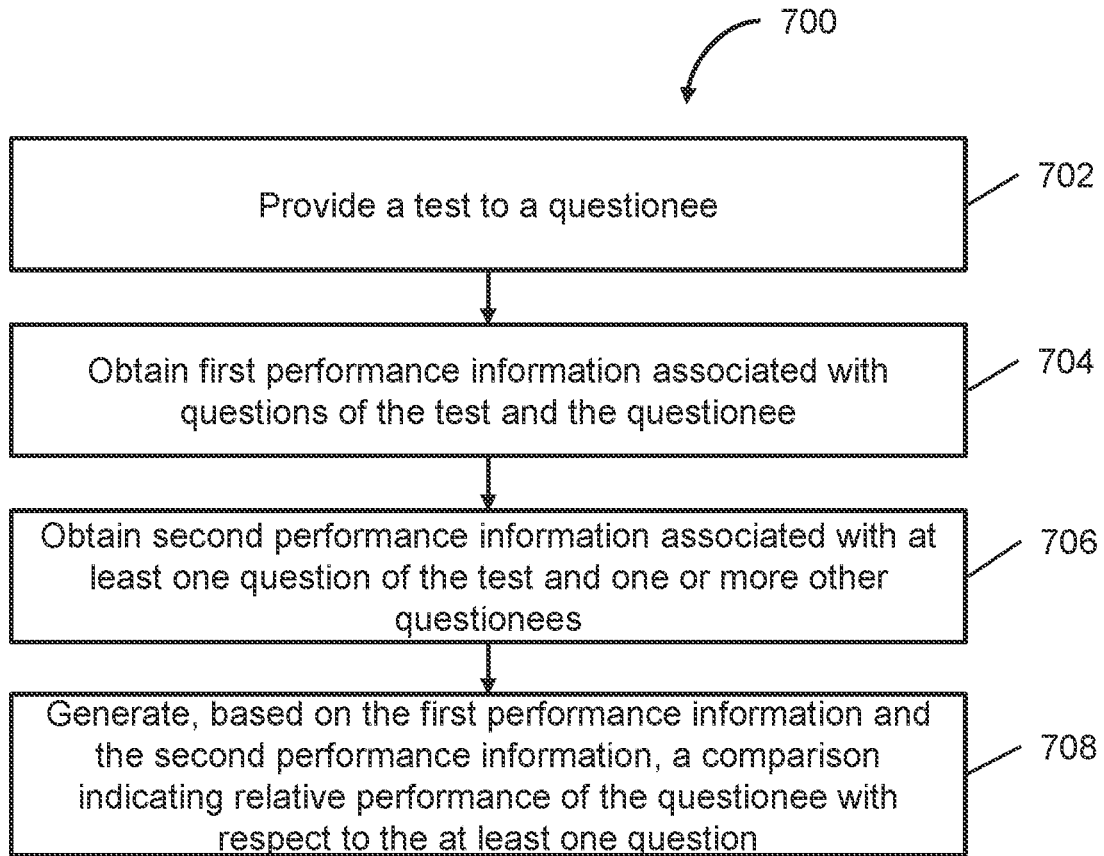 700
Provide a test to a questionee
702
Obtain first performance information associated with
questions of the test and the questionee
704
Obtain second performance information associated with at
least one question of the test and one or more other
questionees
706
Generate, based on the first performance information and
the second performance information, a comparison
indicating relative performance of the questionee with
respect to the at least one question
708